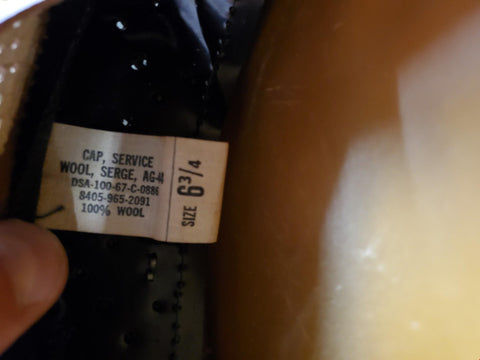 CAP, SERVICE
WOOL, SERGE, AG-44
DSA-100-67-C-0886
8405-965-2091
100% WOOL
SIZE 6 3/4